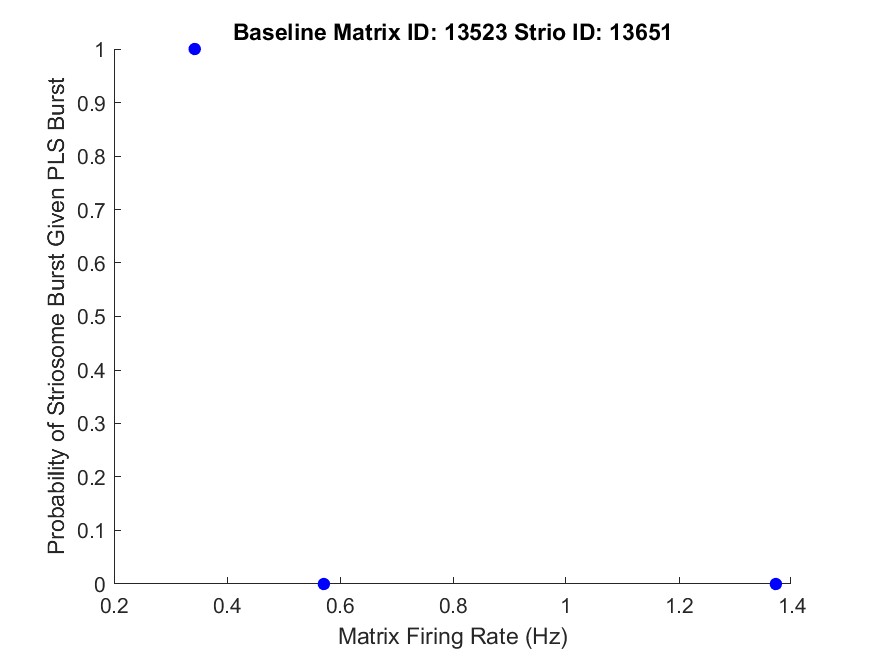 Baseline Matrix ID: 13523 Strio ID: 13651
Probability of Striosome Burst Given PLS Burst
1
0.9
0.8
0.7
0.6
0.5
0.4
0.3
0.2
0.1
0
0.2 0.4 0.6 0.8 1 1.2 1.4
Matrix Firing Rate (Hz)